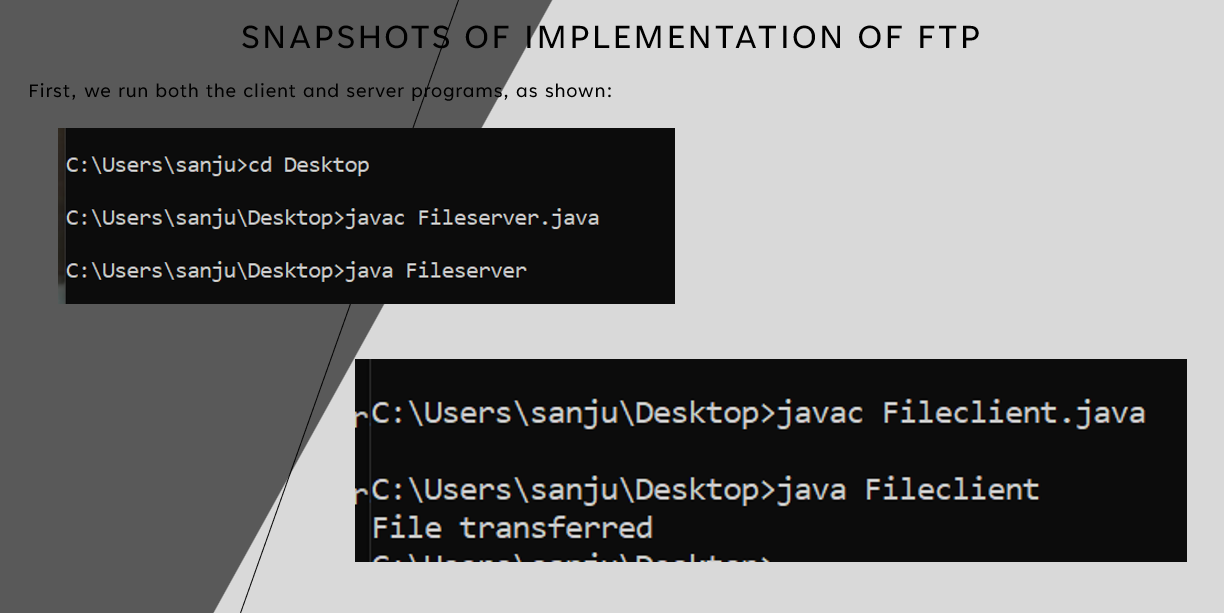 SNAPSHOTS OF IMPLEMENTATION OF FTP
First, we run both the client and server programs, as shown:
C:\Users\sanju>cd Desktop
C:\Users\sanju\Desktop>javac Fileserver.java
C:\Users\sanju\Desktop>java Fileserver
C:\Users\sanju\Desktop>javac Fileclient.java
C:\Users\sanju\Desktop>java Fileclient
File transferred